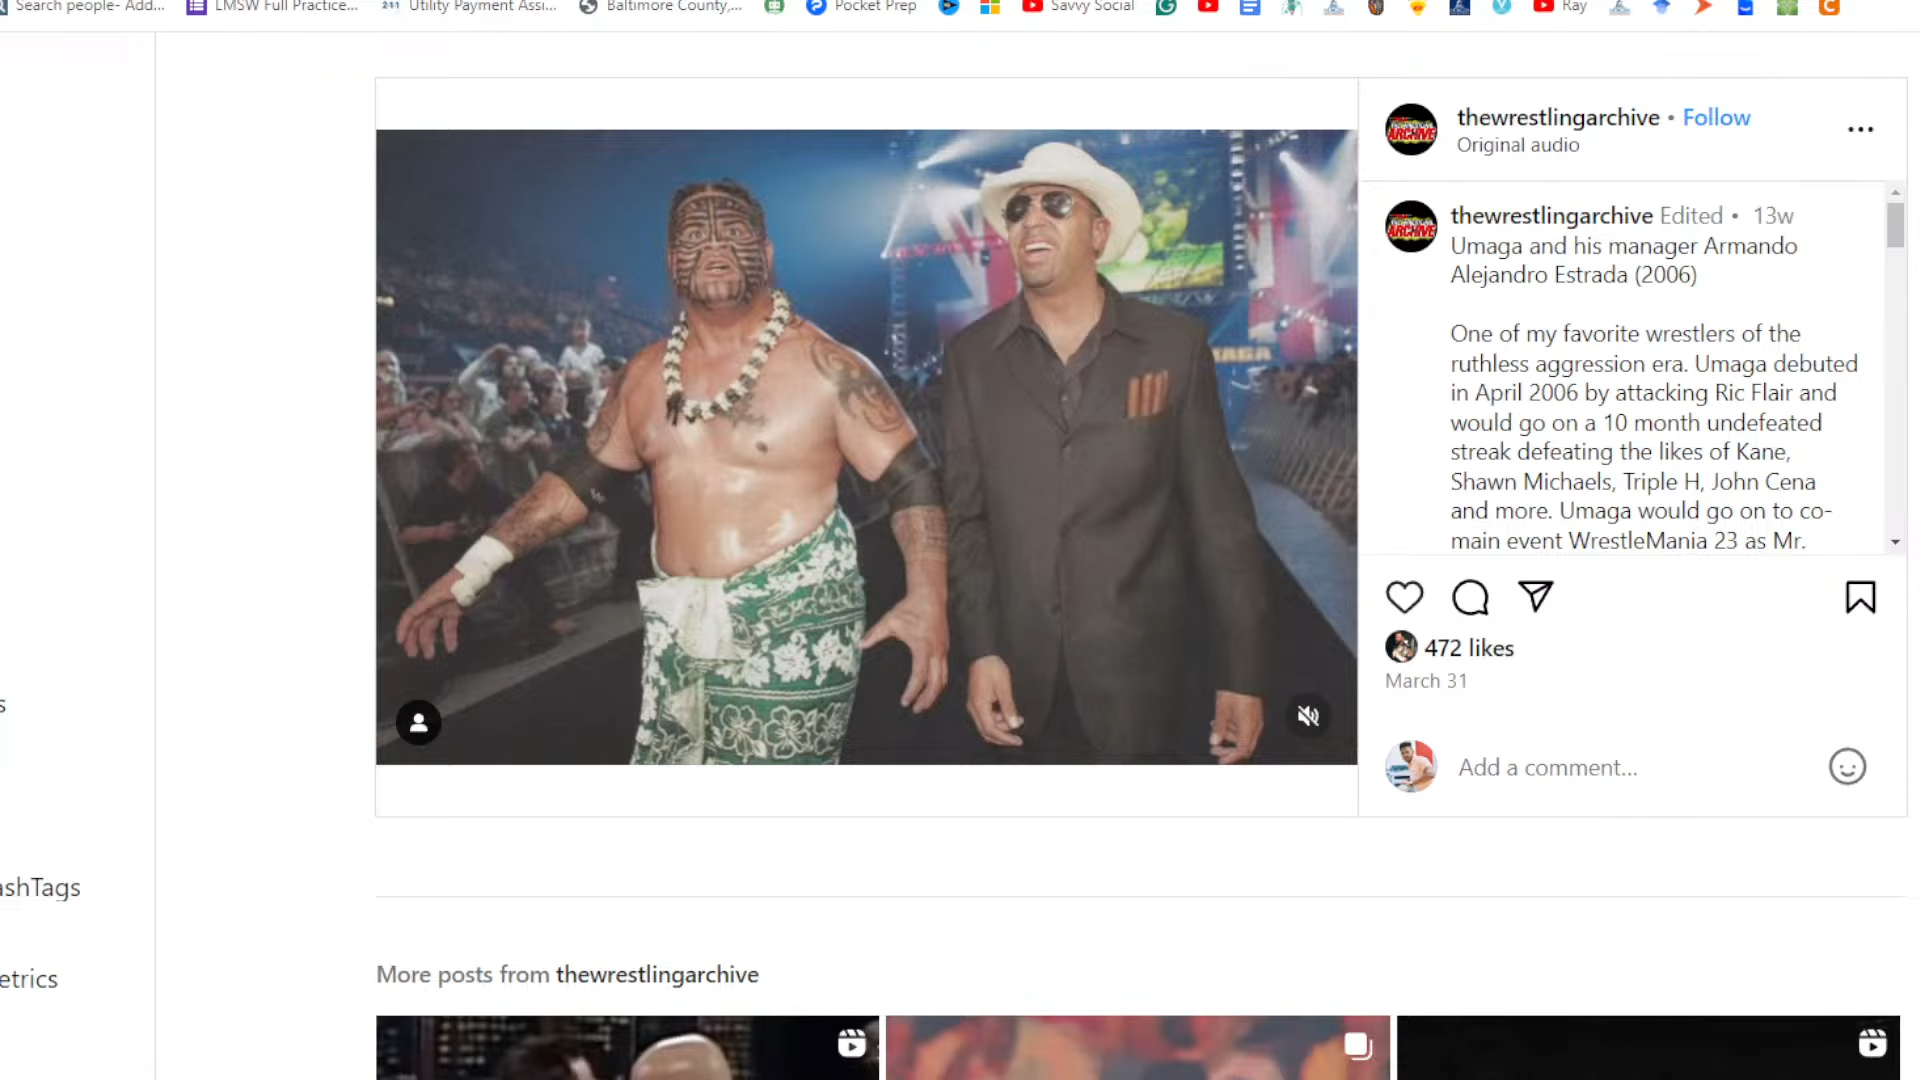 Search people- Add...
LMSW Full Practice...
Utility Payment Assi...
Baltimore County,...
Pocket Prep
Savvy Social
Ray
thewrestlingarchive • Follow
Original audio
thewrestlingarchive Edited • 13w
Umaga and his manager Armando
Alejandro Estrada (2006)
One of my favorite wrestlers of the
ruthless aggression era. Umaga debuted
in April 2006 by attacking Ric Flair and
would go on a 10 month undefeated
streak defeating the likes of Kane,
Shawn Michaels, Triple H, John Cena
and more. Umaga would go on to co-
main event WrestleMania 23 as Mr.
472 likes
March 31
Add a comment...
s
ashTags
etrics
More posts from thewrestlingarchive